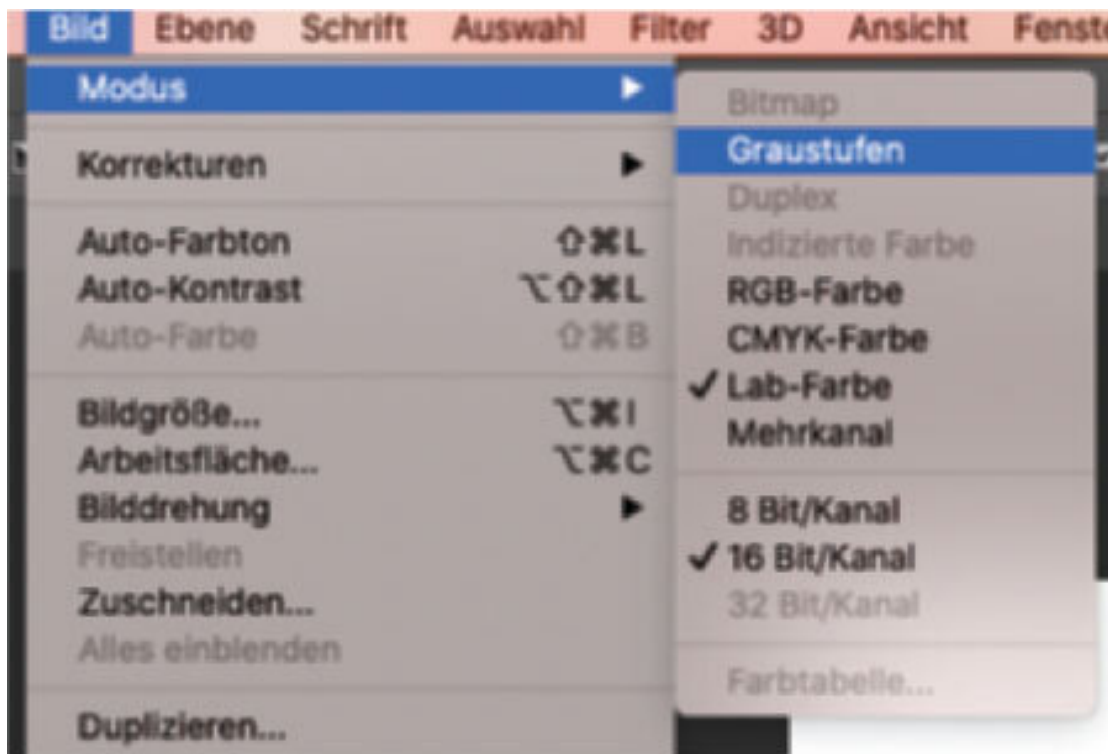 Bild Ebene Schrift Auswahl Filter 3D Ansicht Fenste
Modus ▶
Korrekturen ▶
Auto-Farbton ⇧⌘L
Auto-Kontrast ⌥⇧⌘L
Auto-Farbe ⇧⌘B
Bildgröße... ⌥⌘I
Arbeitsfläche... ⌥⌘C
Bilddrehung ▶
Freistellen
Zuschneiden...
Alles einblenden
Duplizieren...
Bitmap
Graustufen
Duplex
Indizierte Farbe
RGB-Farbe
CMYK-Farbe
✓ Lab-Farbe
Mehrkanal
8 Bit/Kanal
✓ 16 Bit/Kanal
32 Bit/Kanal
Farbtabelle...